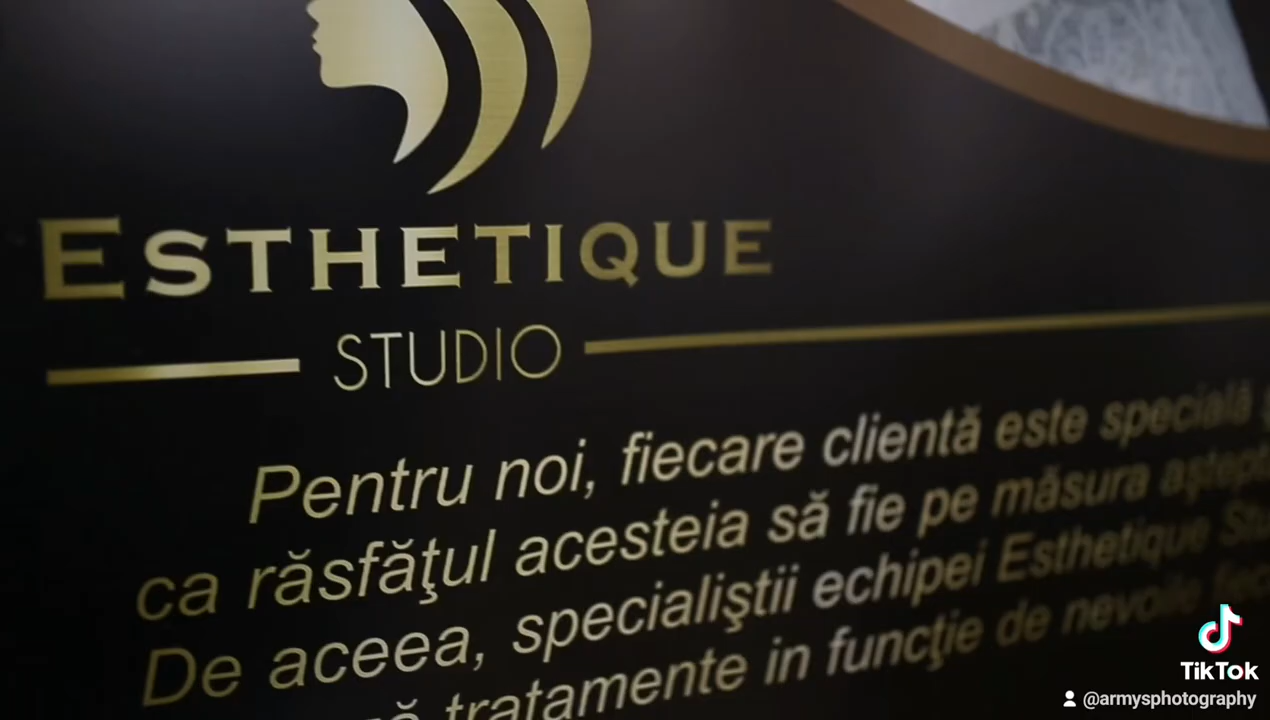 ESTHETIQUE
STUDIO
Pentru noi, fiecare clientă este specială
ca răsfăţul acesteia să fie pe măsura
De aceea, specialiştii echipei Esthetique
tratamente in funcţie de nevoile
TikTok
@armysphotography